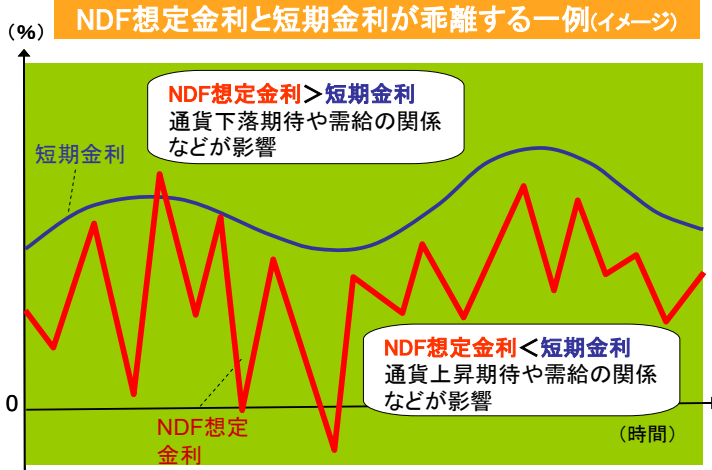 NDF想定金利と短期金利が乖離する一例(イメージ)
(%)
NDF想定金利＞短期金利
通貨下落期待や需給の関係
などが影響
短期金利
NDF想定金利＜短期金利
通貨上昇期待や需給の関係
などが影響
0
NDF想定
金利
(時間)